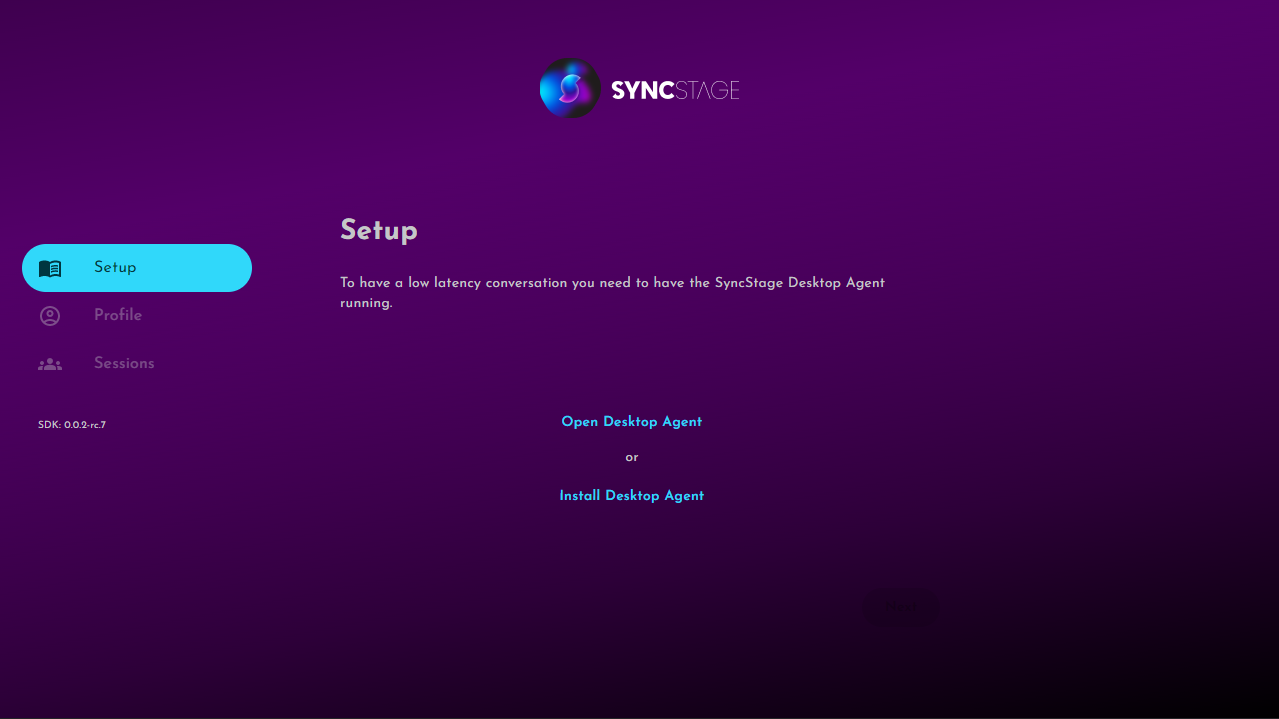 SYNCSTAGE
Setup
Setup
To have a low latency conversation you need to have the SyncStage Desktop Agent
running.
Profile
Sessions
SDK: 0.0.2-rc.7
Open Desktop Agent
or
Install Desktop Agent